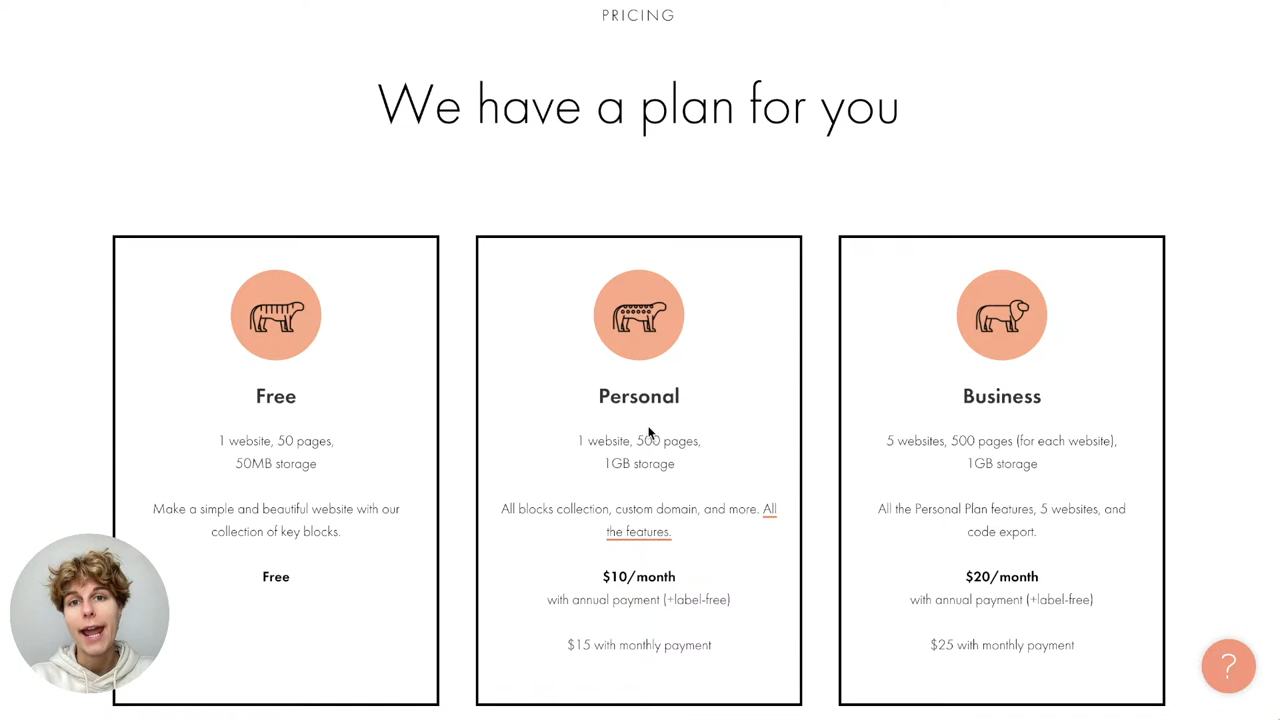 PRICING
We have a plan for you
Free
1 website, 50 pages,
50MB storage
Make a simple and beautiful website with our
collection of key blocks.
Free
Personal
1 website, 500 pages,
1GB storage
All blocks collection, custom domain, and more. All
the features.
$10/month
with annual payment (+label-free)
$15 with monthly payment
Business
5 websites, 500 pages (for each website),
1GB storage
All the Personal Plan features, 5 websites, and
code export.
$20/month
with annual payment (+label-free)
$25 with monthly payment
?